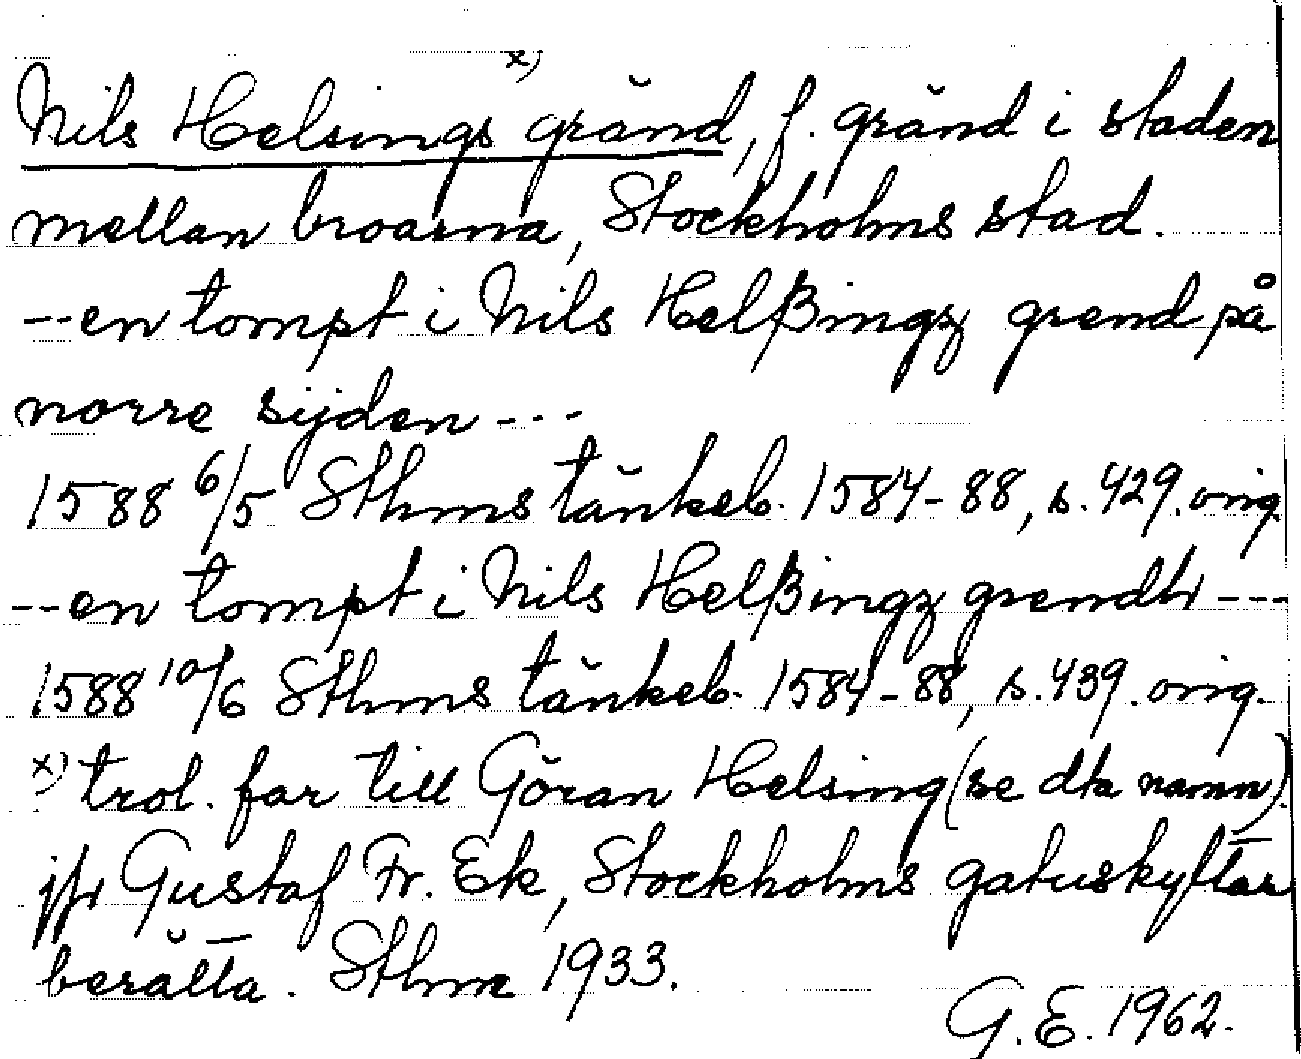 Nils Helsings x) gränd, f. gränd i staden
mellan broarna, Stockholms stad.
--en tompt i Nils Helßingz grend på
norre sijden ---
1588 6/5 Sthms tänkeb. 1584-88, s. 429. orig.
--en tompt i Nils Helßingz grendh ---
1588 10/6 Sthms tänkeb. 1584-88, s. 439. orig.
x) trol. far till Göran Helsing (se dta namn).
jfr Gustaf Fr. Ek, Stockholms gatuskyltar
berätta. Sthm 1933.
G.E. 1962.